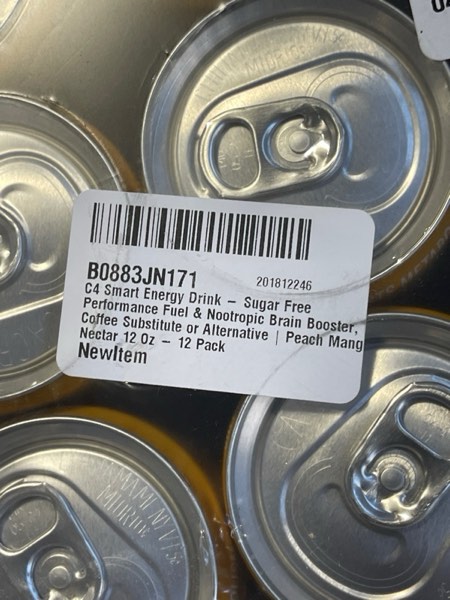 B0883JN171 201812246
C4 Smart Energy Drink – Sugar Free
Performance Fuel & Nootropic Brain Booster,
Coffee Substitute or Alternative | Peach Mang
Nectar 12 Oz – 12 Pack
NewItem